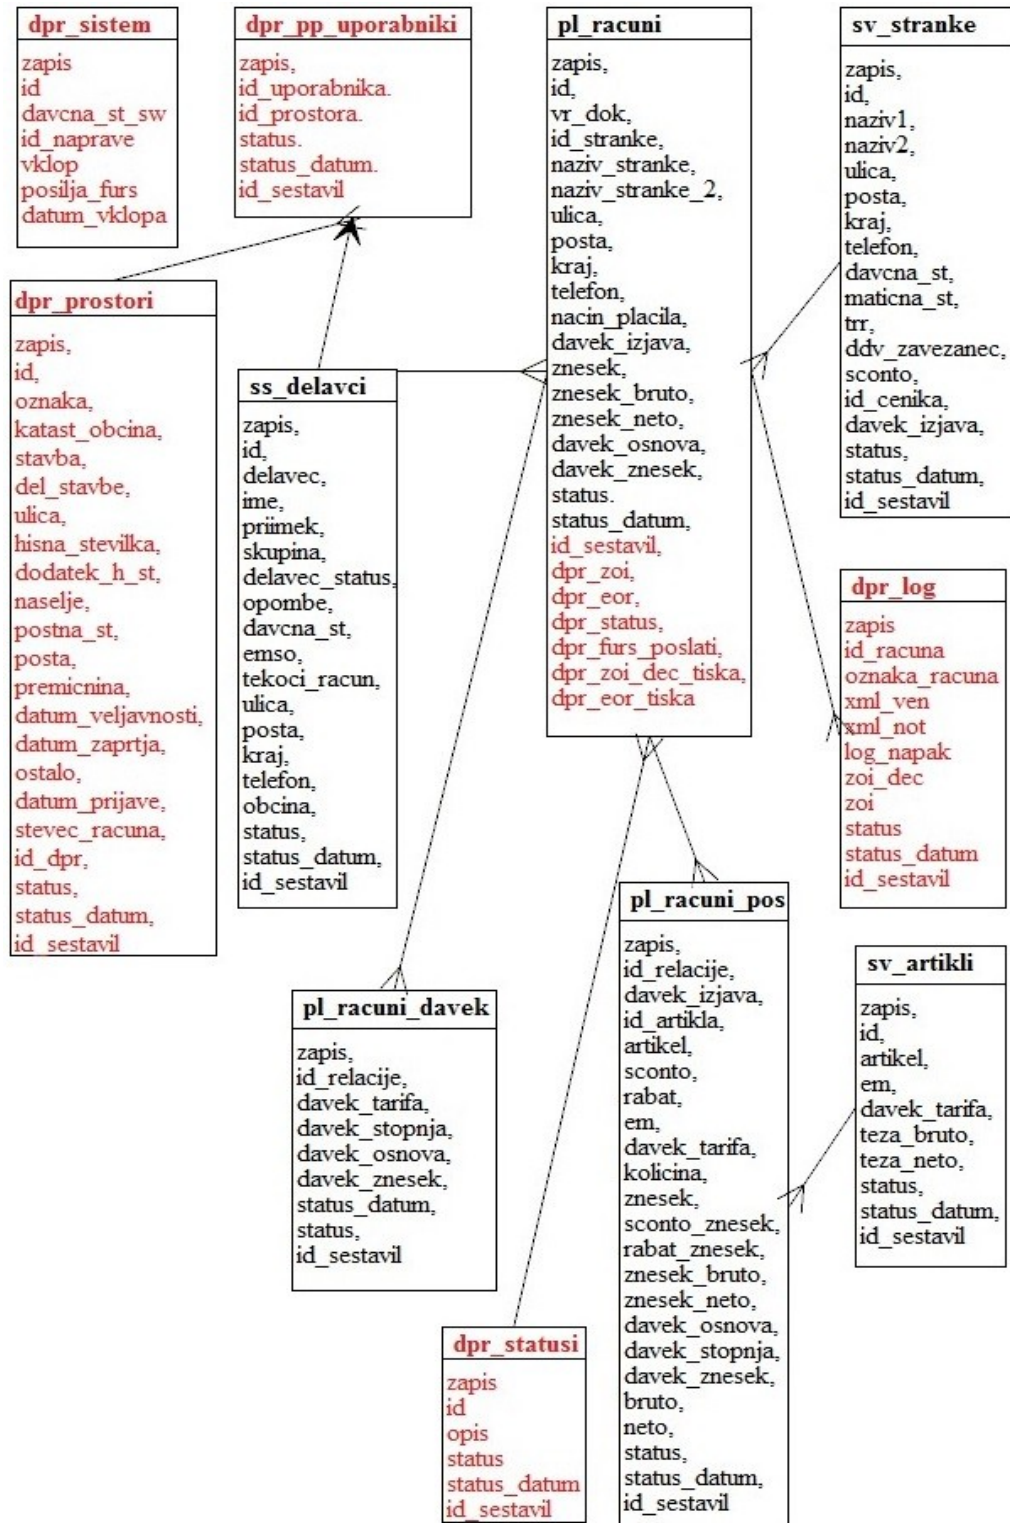 dpr_sistem
zapis
id
davcna_st_sw
id_naprave
vklop
posilja_furs
datum_vklopa
dpr_pp_uporabniki
zapis,
id_uporabnika.
id_prostora.
status.
status_datum.
id_sestavil
pl_racuni
zapis,
id,
vr_dok,
id_stranke,
naziv_stranke,
naziv_stranke_2,
ulica,
posta,
kraj,
telefon,
nacin_placila,
davek_izjava,
znesek,
znesek_bruto,
znesek_neto,
davek_osnova,
davek_znesek,
status.
status_datum,
id_sestavil,
dpr_zoi,
dpr_eor,
dpr_status,
dpr_furs_poslati,
dpr_zoi_dec_tiska,
dpr_eor_tiska
sv_stranke
zapis,
id,
naziv1,
naziv2,
ulica,
posta,
kraj,
telefon,
davcna_st,
maticna_st,
trr,
ddv_zavezanec,
sconto,
id_cenika,
davek_izjava,
status,
status_datum,
id_sestavil
dpr_prostori
zapis,
id,
oznaka,
katast_obcina,
stavba,
del_stavbe,
ulica,
hisna_stevilka,
dodatek_h_st,
naselje,
postna_st,
posta,
premicnina,
datum_veljavnosti,
datum_zaprtja,
ostalo,
datum_prijave,
stevec_racuna,
id_dpr,
status,
status_datum,
id_sestavil
ss_delavci
zapis,
id,
delavec,
ime,
priimek,
skupina,
delavec_status,
opombe,
davcna_st,
emso,
tekoci_racun,
ulica,
posta,
kraj,
telefon,
obcina,
status,
status_datum,
id_sestavil
dpr_log
zapis
id_racuna
oznaka_racuna
xml_ven
xml_not
log_napak
zoi_dec
zoi
status
status_datum
id_sestavil
pl_racuni_pos
zapis,
id_relacije,
davek_izjava,
id_artikla,
artikel,
sconto,
rabat,
em,
davek_tarifa,
kolicina,
znesek,
sconto_znesek,
rabat_znesek,
znesek_bruto,
znesek_neto,
davek_osnova,
davek_stopnja,
davek_znesek,
bruto,
neto,
status,
status_datum,
id_sestavil
sv_artikli
zapis,
id,
artikel,
em,
davek_tarifa,
teza_bruto,
teza_neto,
status,
status_datum,
id_sestavil
pl_racuni_davek
zapis,
id_relacije,
davek_tarifa,
davek_stopnja,
davek_osnova,
davek_znesek,
status_datum,
status,
id_sestavil
dpr_statusi
zapis
id
opis
status
status_datum
id_sestavil